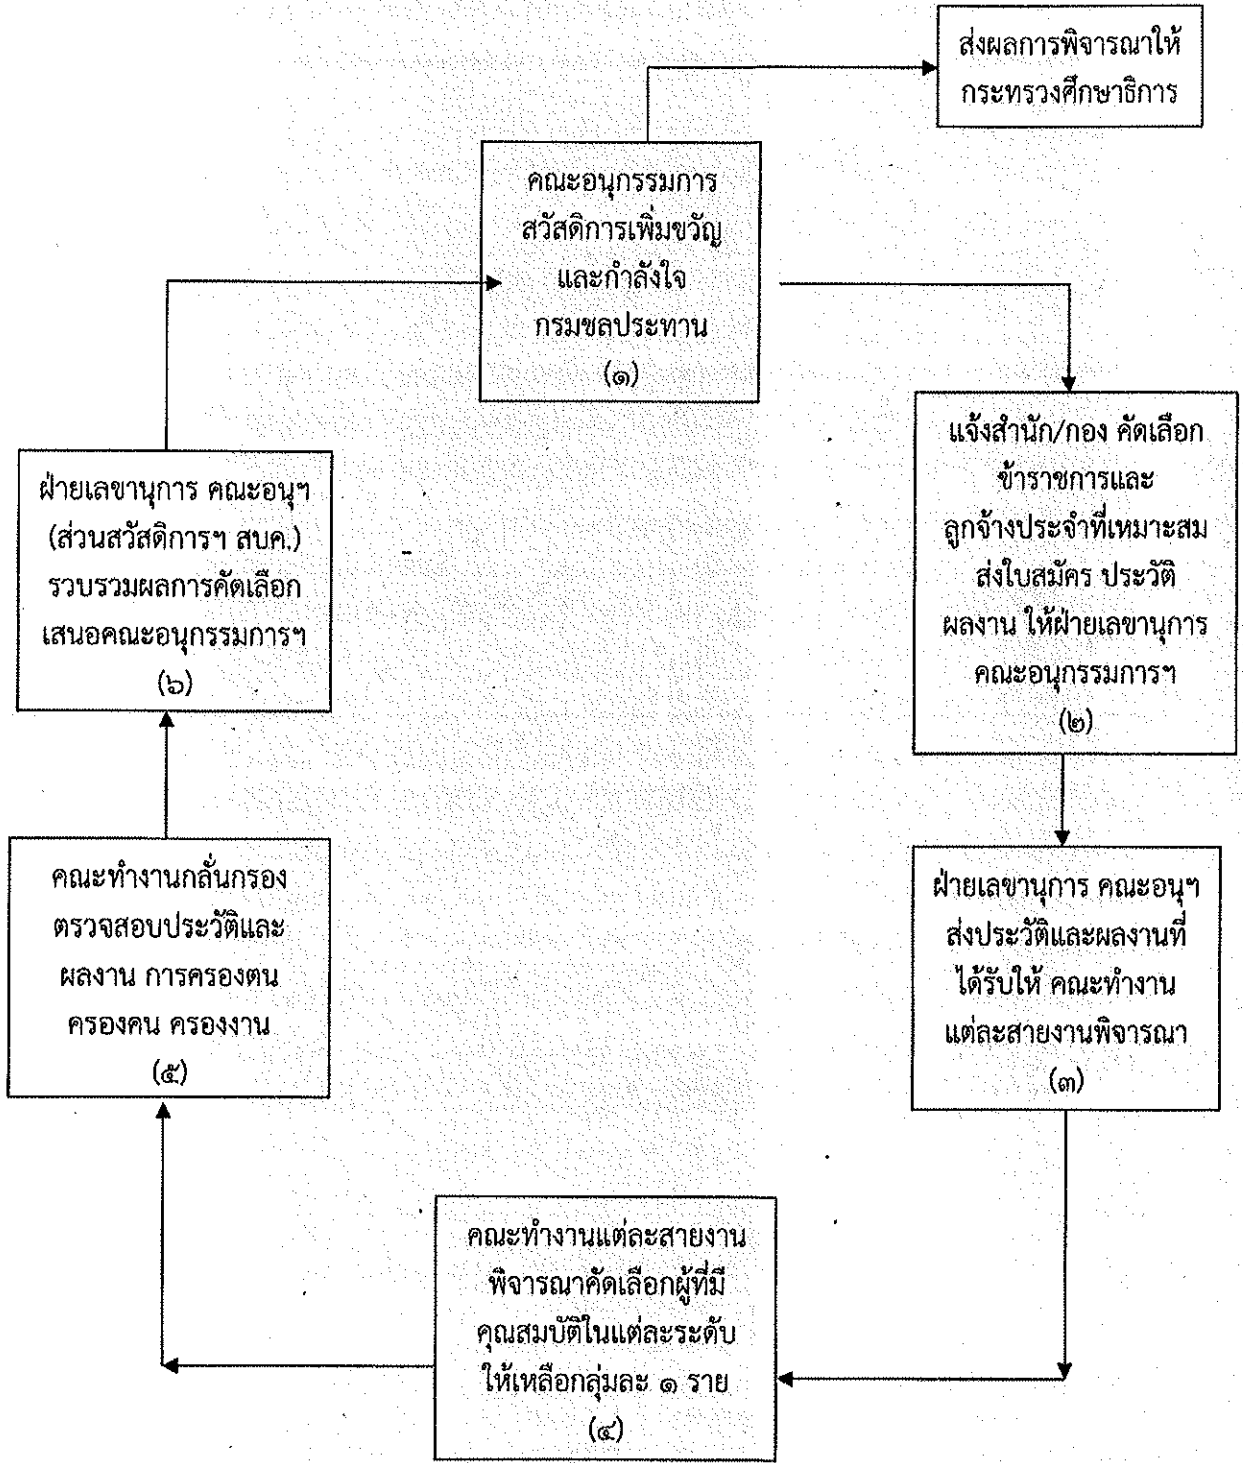 ส่งผลการพิจารณาให้
กระทรวงศึกษาธิการ
คณะอนุกรรมการ
สวัสดิการเพิ่มขวัญ
และกำลังใจ
กรมชลประทาน
(๑)
แจ้งสำนัก/กอง คัดเลือก
ข้าราชการและ
ลูกจ้างประจำที่เหมาะสม
ส่งใบสมัคร ประวัติ
ผลงาน ให้ฝ่ายเลขานุการ
คณะอนุกรรมการฯ
(๒)
ฝ่ายเลขานุการ คณะอนุฯ
ส่งประวัติและผลงานที่
ได้รับให้ คณะทำงาน
แต่ละสายงานพิจารณา
(๓)
คณะทำงานแต่ละสายงาน
พิจารณาคัดเลือกผู้ที่มี
คุณสมบัติในแต่ละระดับ
ให้เหลือกลุ่มละ ๑ ราย
(๔)
คณะทำงานกลั่นกรอง
ตรวจสอบประวัติและ
ผลงาน การครองตน
ครองคน ครองงาน
(๕)
ฝ่ายเลขานุการ คณะอนุฯ
(ส่วนสวัสดิการฯ สบค.)
รวบรวมผลการคัดเลือก
เสนอคณะอนุกรรมการฯ
(๖)